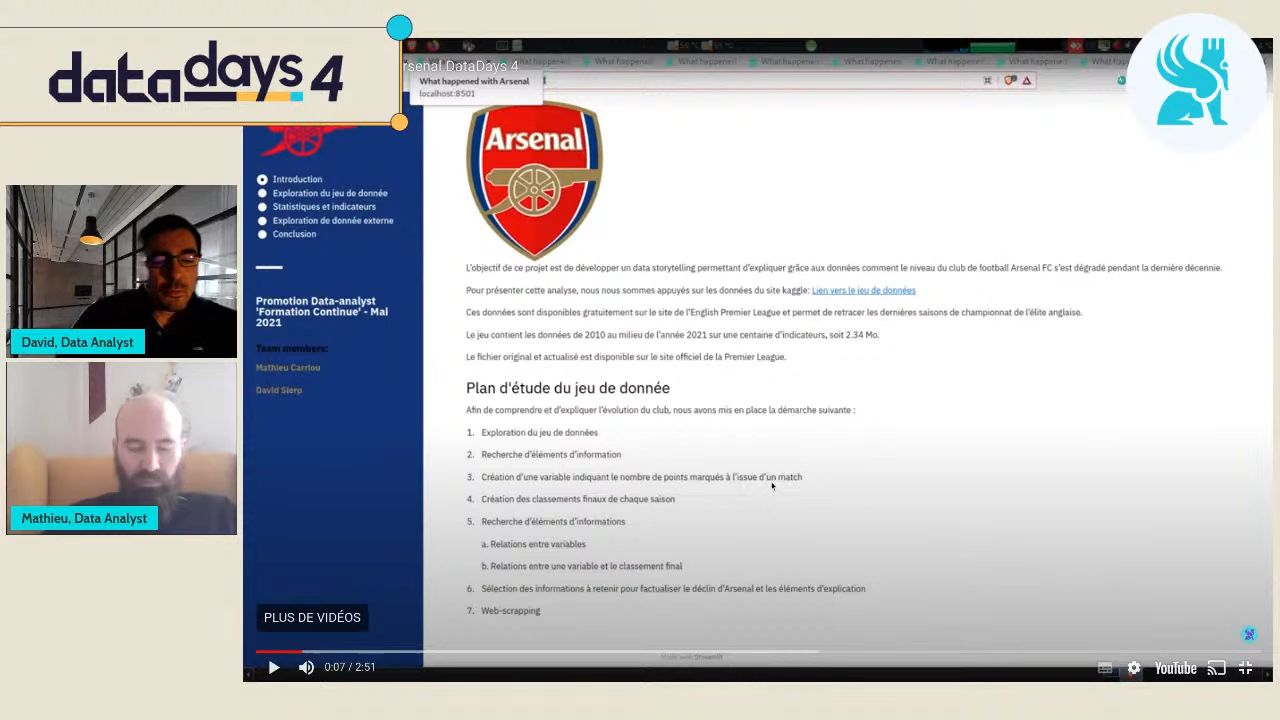 datadays 4
rsenal DataDays 4
What happened with Arsenal
localhost:8501
Arsenal
Introduction
Exploration du jeu de donnée
Statistiques et indicateurs
Exploration de donnée externe
Conclusion
Promotion Data-analyst
'Formation Continue' - Mai
2021
Team members:
Mathieu Carriou
David Sierp
L'objectif de ce projet est de développer un data storytelling permettant d'expliquer grâce aux données comment le niveau du club de football Arsenal FC s'est dégradé pendant la dernière décennie.
Pour présenter cette analyse, nous nous sommes appuyés sur les données du site kaggle: Lien vers le jeu de données
Ces données sont disponibles gratuitement sur le site de l'English Premier League et permet de retracer les dernières saisons de championnat de l'élite anglaise.
Le jeu contient les données de 2010 au milieu de l'année 2021 sur une centaine d'indicateurs, soit 2.34 Mo.
Le fichier original et actualisé est disponible sur le site officiel de la Premier League.
Plan d'étude du jeu de donnée
Afin de comprendre et d'expliquer l'évolution du club, nous avons mis en place la démarche suivante :
1. Exploration du jeu de données
2. Recherche d'éléments d'information
3. Création d'une variable indiquant le nombre de points marqués à l'issue d'un match
4. Création des classements finaux de chaque saison
5. Recherche d'éléments d'informations
a. Relations entre variables
b. Relations entre une variable et le classement final
6. Sélection des informations à retenir pour factualiser le déclin d'Arsenal et les éléments d'explication
7. Web-scrapping
Made with Streamlit
David, Data Analyst
Mathieu, Data Analyst
PLUS DE VIDÉOS
0:07 / 2:51
YouTube